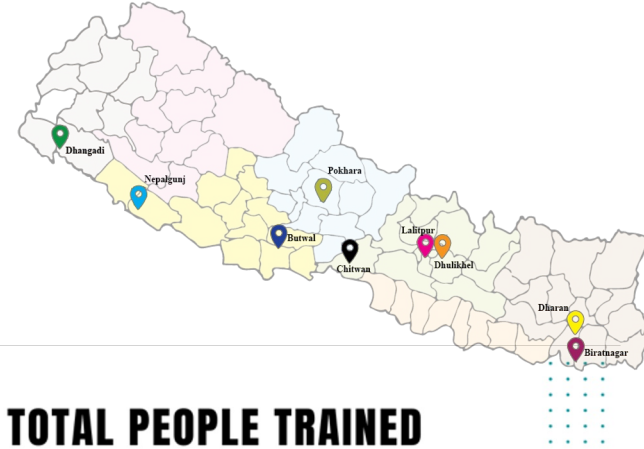 Dhangadi
Nepalgunj
Pokhara
Butwal
Lalitpur
Chitwan
Dhulikhel
Dharan
Biratnagar
TOTAL PEOPLE TRAINED